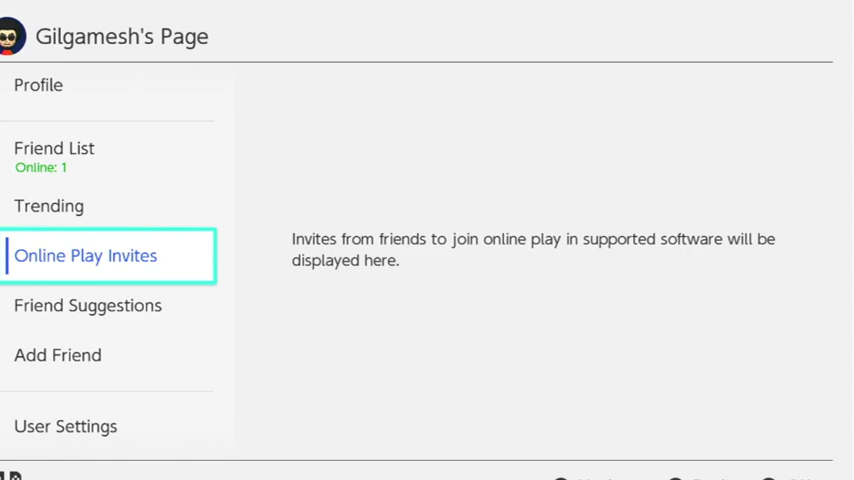 Gilgamesh's Page
Profile
Friend List
Online: 1
Trending
Online Play Invites
Friend Suggestions
Add Friend
User Settings
Invites from friends to join online play in supported software will be
displayed here.